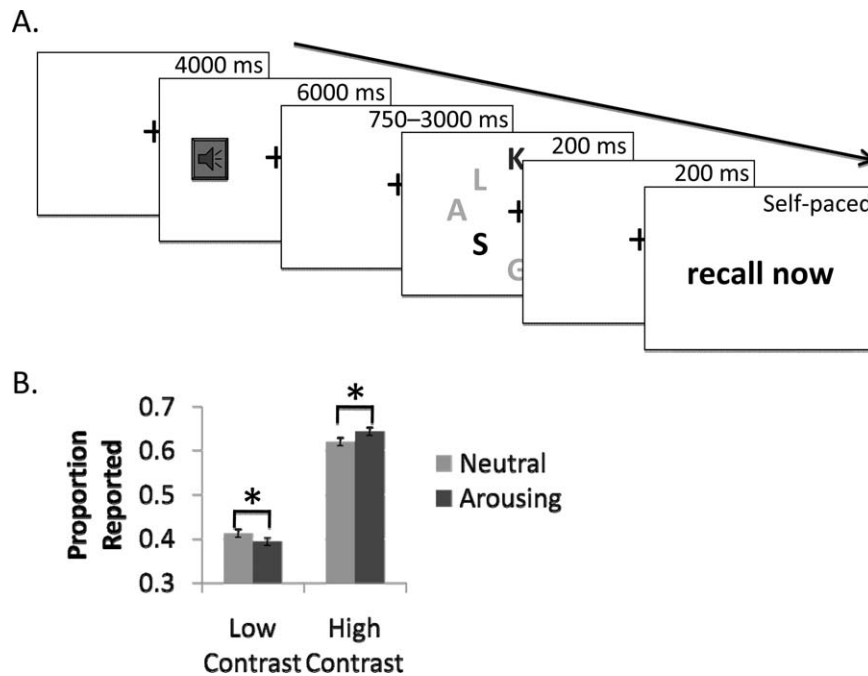 A.
4000 ms
6000 ms
750–3000 ms
200 ms
200 ms
Self-paced
K
L
A
S
G
recall now
B.
Proportion
Reported
0.7
0.6
0.5
0.4
0.3
*
*
Neutral
Arousing
Low
Contrast
High
Contrast